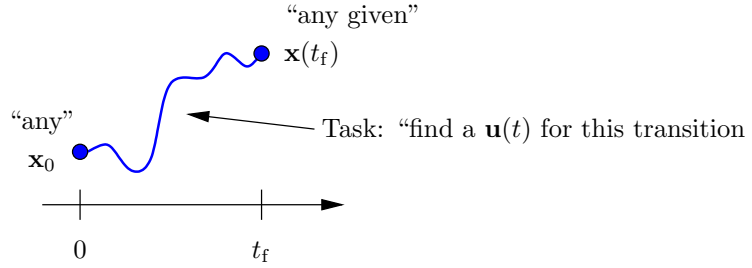 “any given”
x(t_f)
“any”
Task: “find a u(t) for this transition
x_0
0 t_f